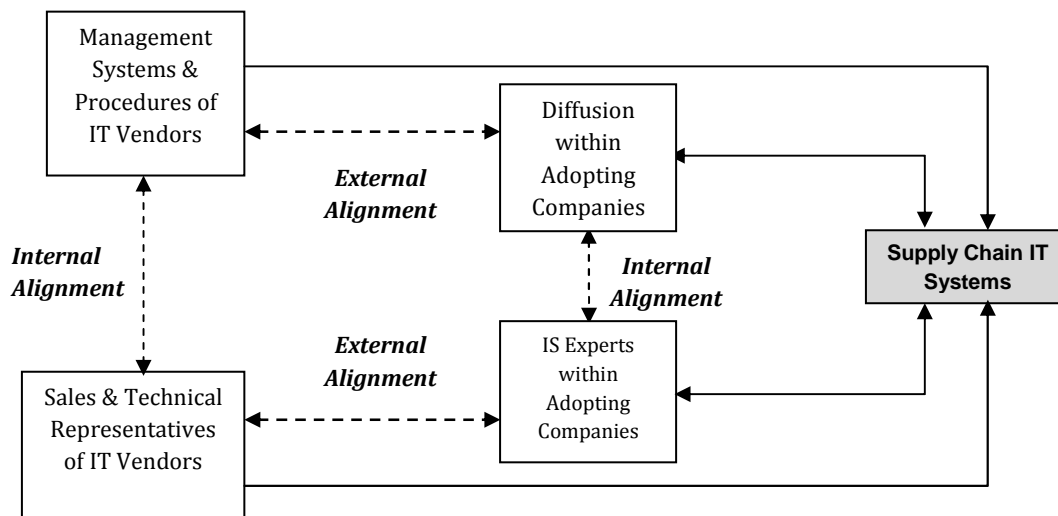 Management
Systems &
Procedures of
IT Vendors
Diffusion
within
Adopting
Companies
External
Alignment
Internal
Alignment
Internal
Alignment
Supply Chain IT
Systems
External
Alignment
IS Experts
within
Adopting
Companies
Sales & Technical
Representatives
of IT Vendors